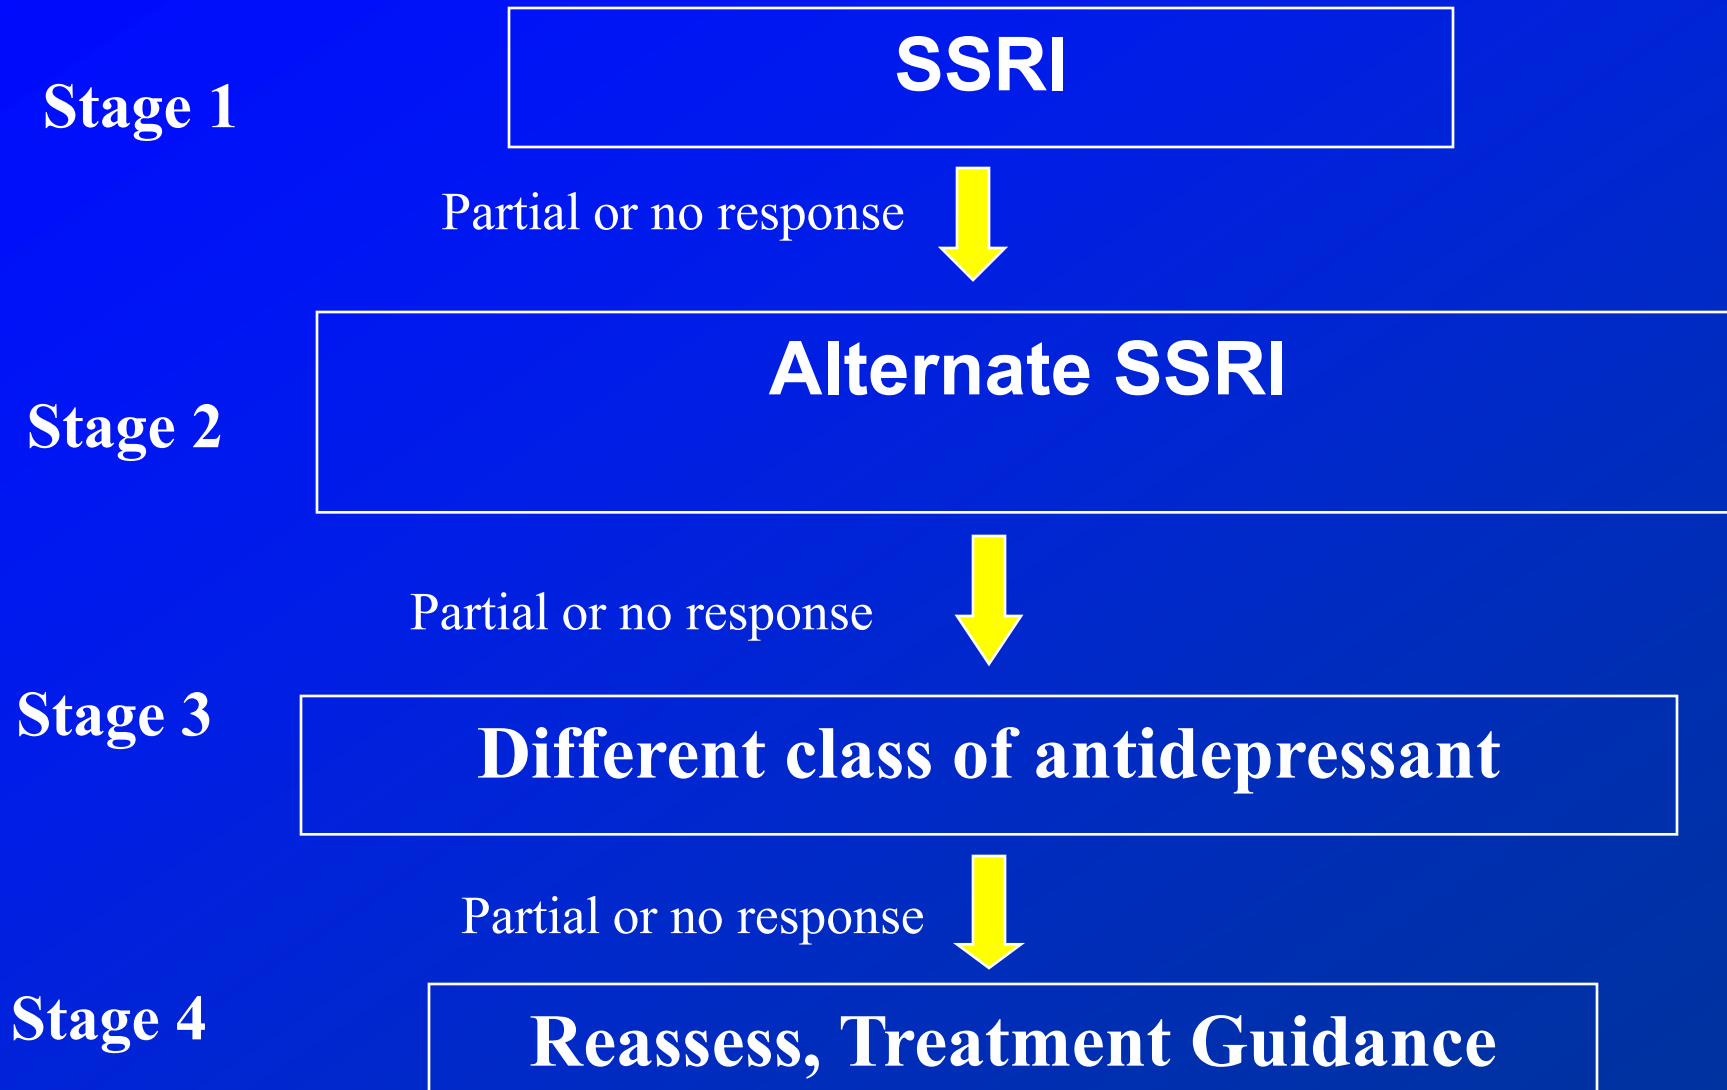 SSRI
Stage 1
Partial or no response
Alternate SSRI
Stage 2
Partial or no response
Stage 3
Different class of antidepressant
Partial or no response
Stage 4
Reassess, Treatment Guidance